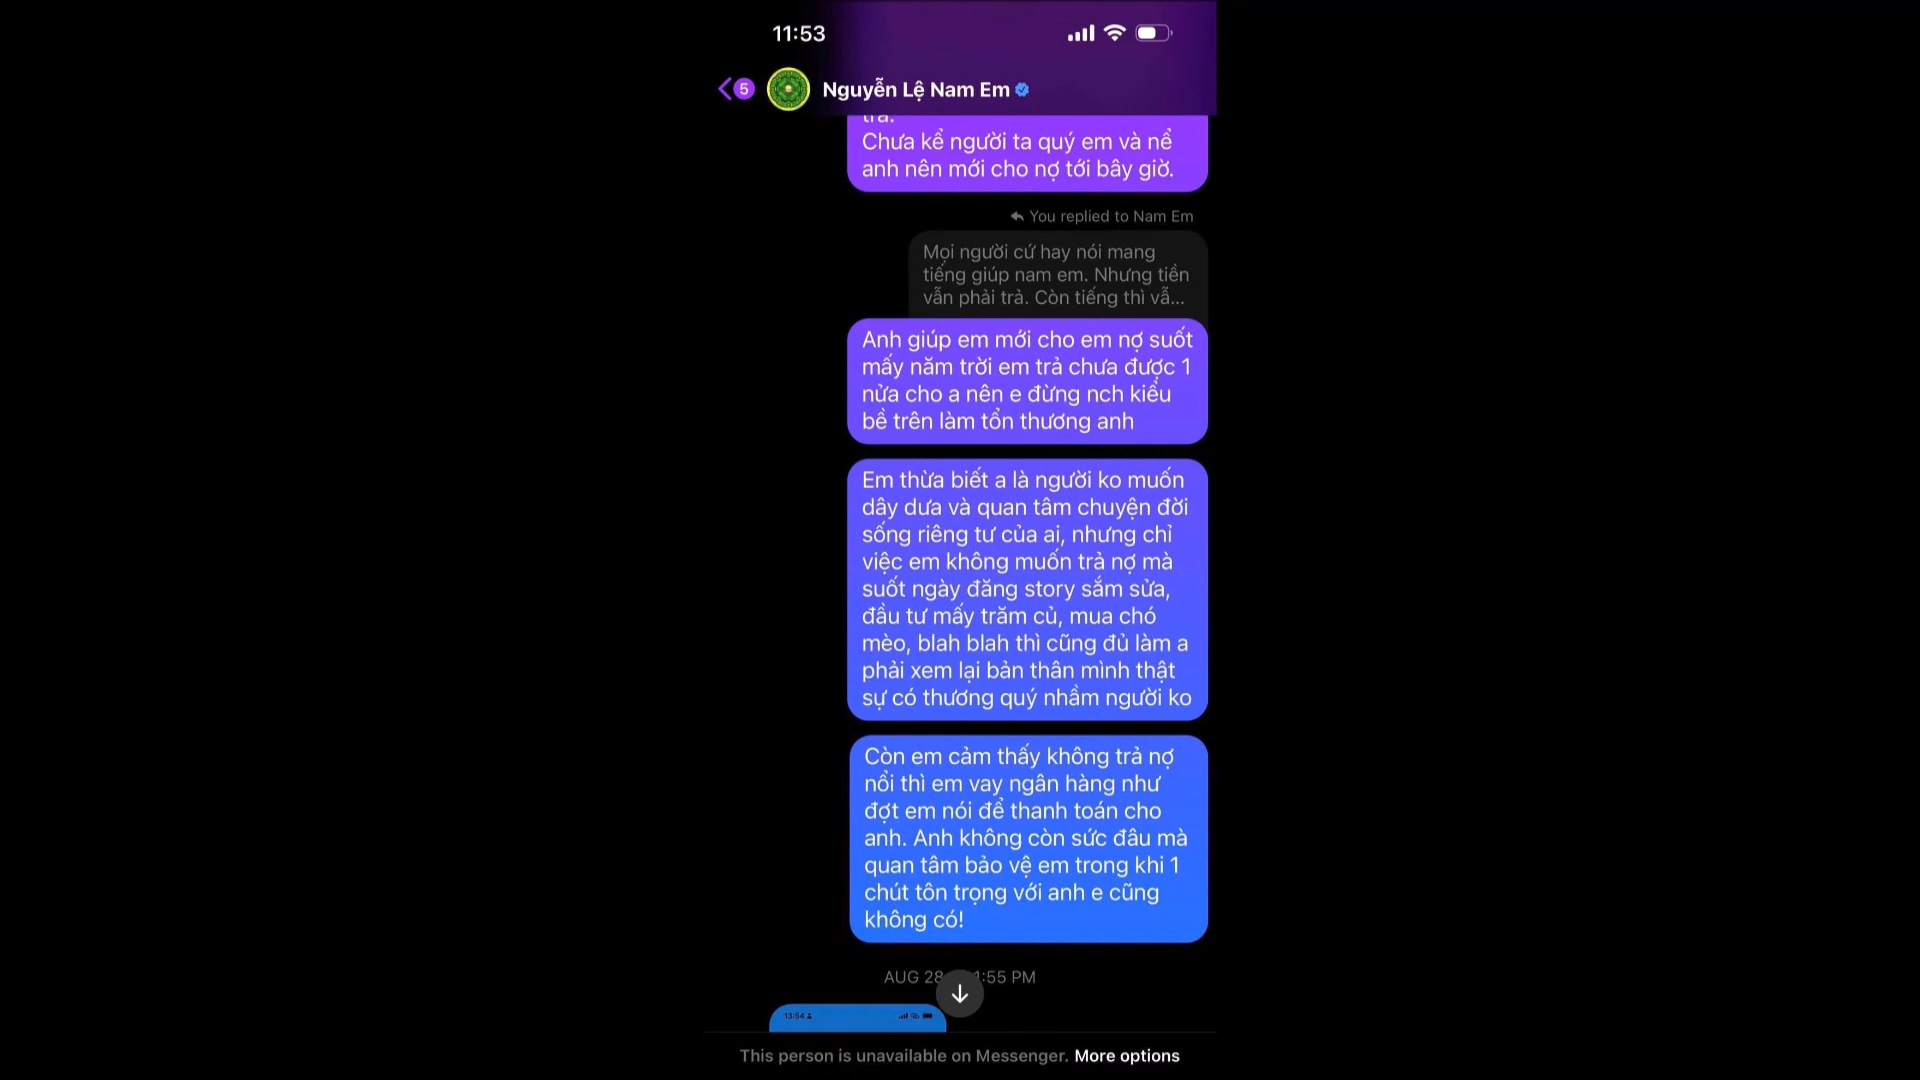 11:53
5
Nguyễn Lệ Nam Em
trả.
Chưa kể người ta quý em và nể
anh nên mới cho nợ tới bây giờ.
You replied to Nam Em
Mọi người cứ hay nói mang
tiếng giúp nam em. Nhưng tiền
vẫn phải trả. Còn tiếng thì vẫ...
Anh giúp em mới cho em nợ suốt
mấy năm trời em trả chưa được 1
nửa cho a nên e đừng nch kiểu
bề trên làm tổn thương anh
Em thừa biết a là người ko muốn
dây dưa và quan tâm chuyện đời
sống riêng tư của ai, nhưng chỉ
việc em không muốn trả nợ mà
suốt ngày đăng story sắm sửa,
đầu tư mấy trăm củ, mua chó
mèo, blah blah thì cũng đủ làm a
phải xem lại bản thân mình thật
sự có thương quý nhầm người ko
Còn em cảm thấy không trả nợ
nổi thì em vay ngân hàng như
đợt em nói để thanh toán cho
anh. Anh không còn sức đâu mà
quan tâm bảo vệ em trong khi 1
chút tôn trọng với anh e cũng
không có!
AUG 28 :55 PM
13:54
This person is unavailable on Messenger. More options